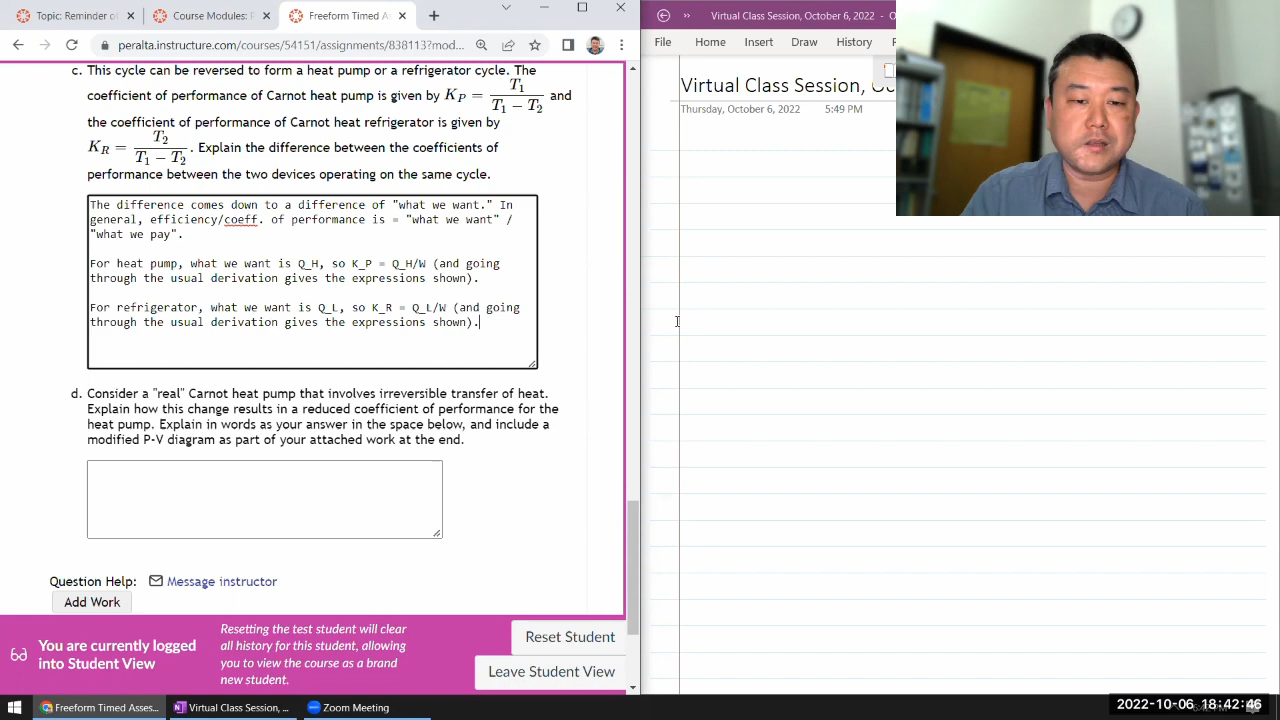 Topic: Reminder o
Course Modules: P
Freeform Timed As
peralta.instructure.com/courses/54151/assignments/838113?mod...
c. This cycle can be reversed to form a heat pump or a refrigerator cycle. The
coefficient of performance of Carnot heat pump is given by K_P = T_1 / (T_1 − T_2) and
the coefficient of performance of Carnot heat refrigerator is given by
K_R = T_2 / (T_1 − T_2). Explain the difference between the coefficients of
performance between the two devices operating on the same cycle.
The difference comes down to a difference of "what we want." In
general, efficiency/coeff. of performance is = "what we want" /
"what we pay".
For heat pump, what we want is Q_H, so K_P = Q_H/W (and going
through the usual derivation gives the expressions shown).
For refrigerator, what we want is Q_L, so K_R = Q_L/W (and going
through the usual derivation gives the expressions shown).
d. Consider a "real" Carnot heat pump that involves irreversible transfer of heat.
Explain how this change results in a reduced coefficient of performance for the
heat pump. Explain in words as your answer in the space below, and include a
modified P-V diagram as part of your attached work at the end.
Question Help: Message instructor
Add Work
You are currently logged
into Student View
Resetting the test student will clear
all history for this student, allowing
you to view the course as a brand
new student.
Reset Student
Leave Student View
Virtual Class Session, October 6, 2022 - O
File Home Insert Draw History
Virtual Class Session, Oc
Thursday, October 6, 2022 5:49 PM
Freeform Timed Asses...
Virtual Class Session, ...
Zoom Meeting
2022-10-06 18:42:46